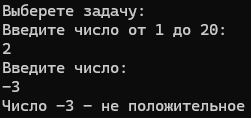 Выберете задачу:
Введите число от 1 до 20:
2
Введите число:
-3
Число -3 - не положительное